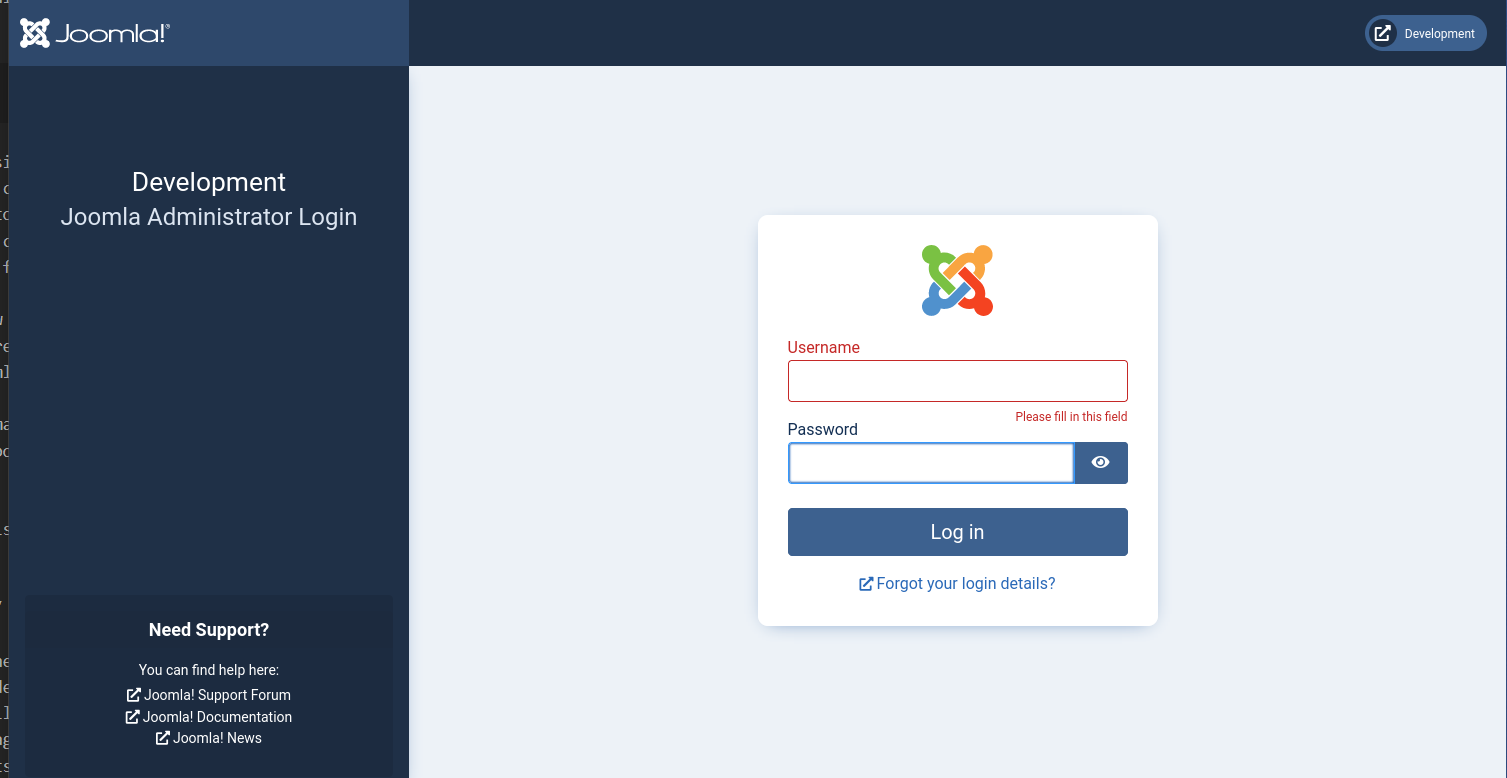 Joomla!®
Development
Development
Joomla Administrator Login
Username
Please fill in this field
Password
Log in
Forgot your login details?
Need Support?
You can find help here:
Joomla! Support Forum
Joomla! Documentation
Joomla! News